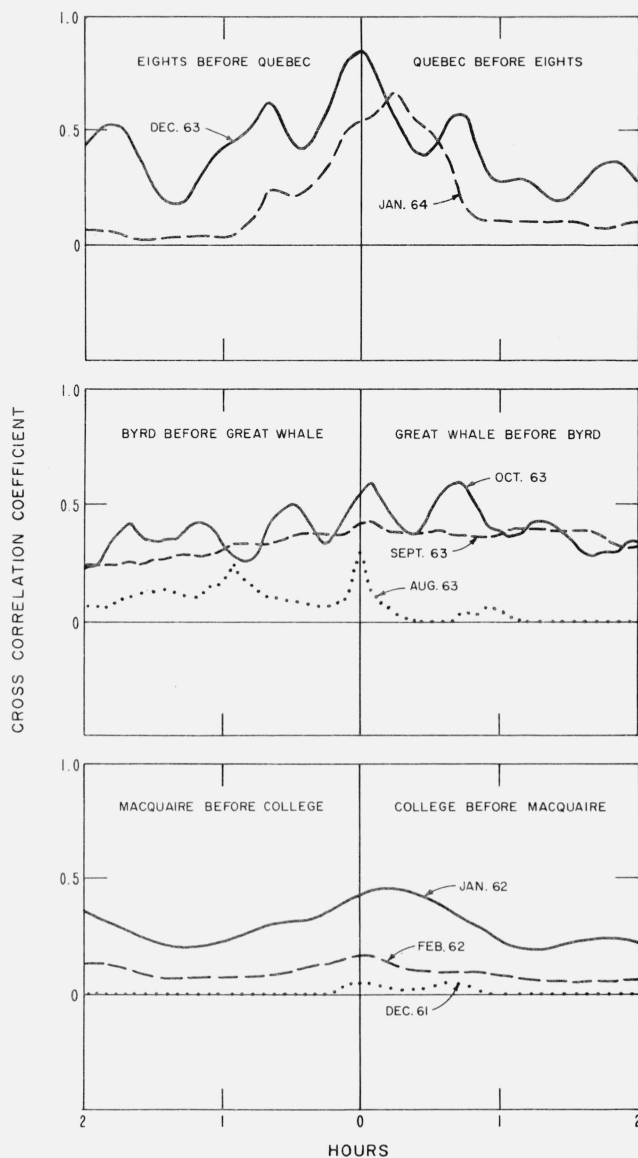 CROSS CORRELATION COEFFICIENT
1.0
EIGHTS BEFORE QUEBEC
QUEBEC BEFORE EIGHTS
DEC. 63
0.5
JAN. 64
0
1.0
BYRD BEFORE GREAT WHALE
GREAT WHALE BEFORE BYRD
OCT. 63
0.5
SEPT. 63
AUG. 63
0
1.0
MACQUAIRE BEFORE COLLEGE
COLLEGE BEFORE MACQUAIRE
0.5
JAN. 62
FEB. 62
0
DEC. 61
2 1 0 1 2
HOURS